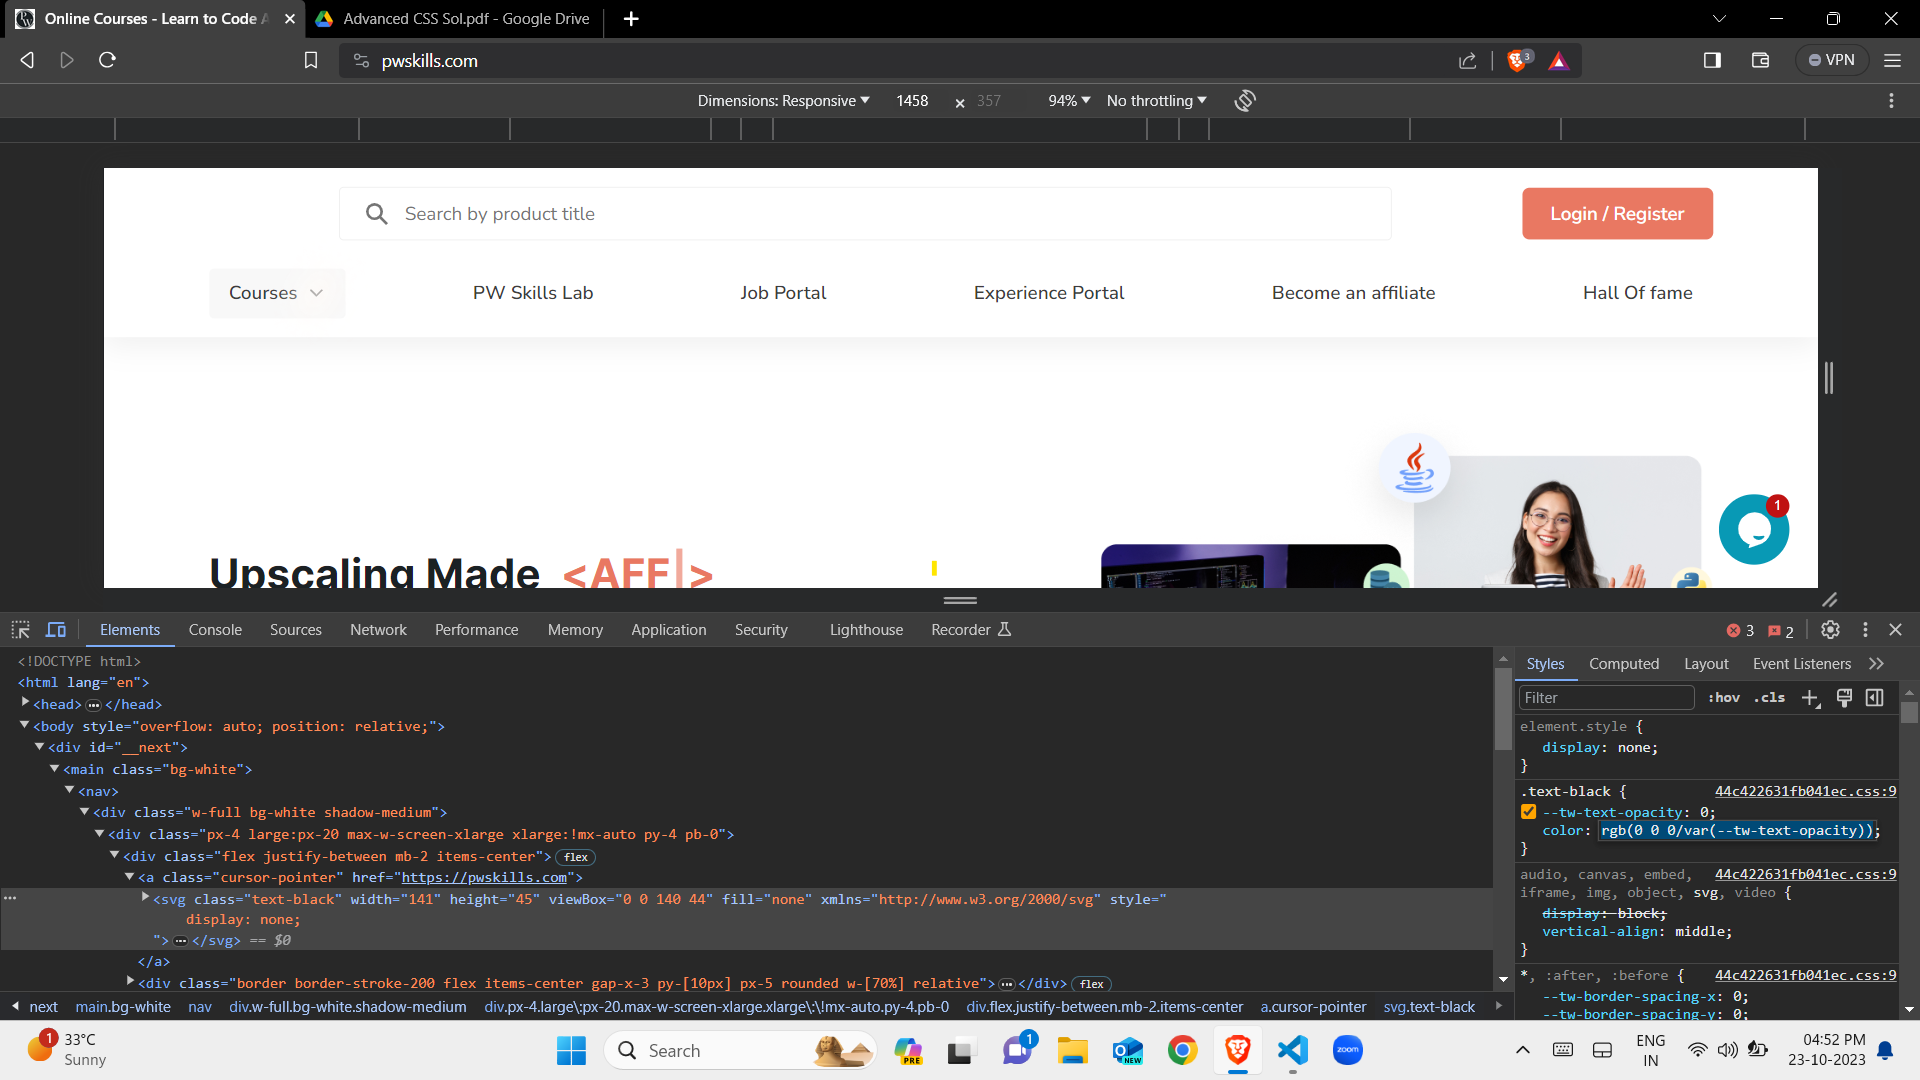 Online Courses - Learn to Code A
Advanced CSS Sol.pdf - Google Drive
pwskills.com
3
VPN
Dimensions: Responsive 1458 × 357 94% No throttling
Search by product title
Login / Register
Courses
PW Skills Lab
Job Portal
Experience Portal
Become an affiliate
Hall Of fame
1
Upscaling Made <AFF|>
Elements Console Sources Network Performance Memory Application Security Lighthouse Recorder
3 2
<!DOCTYPE html>
<html lang="en">
<head> … </head>
<body style="overflow: auto; position: relative;">
<div id="__next">
<main class="bg-white">
<nav>
<div class="w-full bg-white shadow-medium">
<div class="px-4 large:px-20 max-w-screen-xlarge xlarge:!mx-auto py-4 pb-0">
<div class="flex justify-between mb-2 items-center"> flex
<a class="cursor-pointer" href="https://pwskills.com">
<svg class="text-black" width="141" height="45" viewBox="0 0 140 44" fill="none" xmlns="http://www.w3.org/2000/svg" style="
display: none;
"> … </svg> == $0
</a>
<div class="border border-stroke-200 flex items-center gap-x-3 py-[10px] px-5 rounded w-[70%] relative"> … </div> flex
next main.bg-white nav div.w-full.bg-white.shadow-medium div.px-4.large\:px-20.max-w-screen-xlarge.xlarge\:\!mx-auto.py-4.pb-0 div.flex.justify-between.mb-2.items-center a.cursor-pointer svg.text-black
Styles Computed Layout Event Listeners
Filter :hov .cls
element.style {
display: none;
}
.text-black { 44c422631fb041ec.css:9
--tw-text-opacity: 0;
color: rgb(0 0 0/var(--tw-text-opacity));
}
audio, canvas, embed, 44c422631fb041ec.css:9
iframe, img, object, svg, video {
display: block;
vertical-align: middle;
}
*, :after, :before { 44c422631fb041ec.css:9
--tw-border-spacing-x: 0;
--tw-border-spacing-y: 0;
1
33°C
Sunny
Search
PRE
1
NEW
zoom
ENG
IN
04:52 PM
23-10-2023